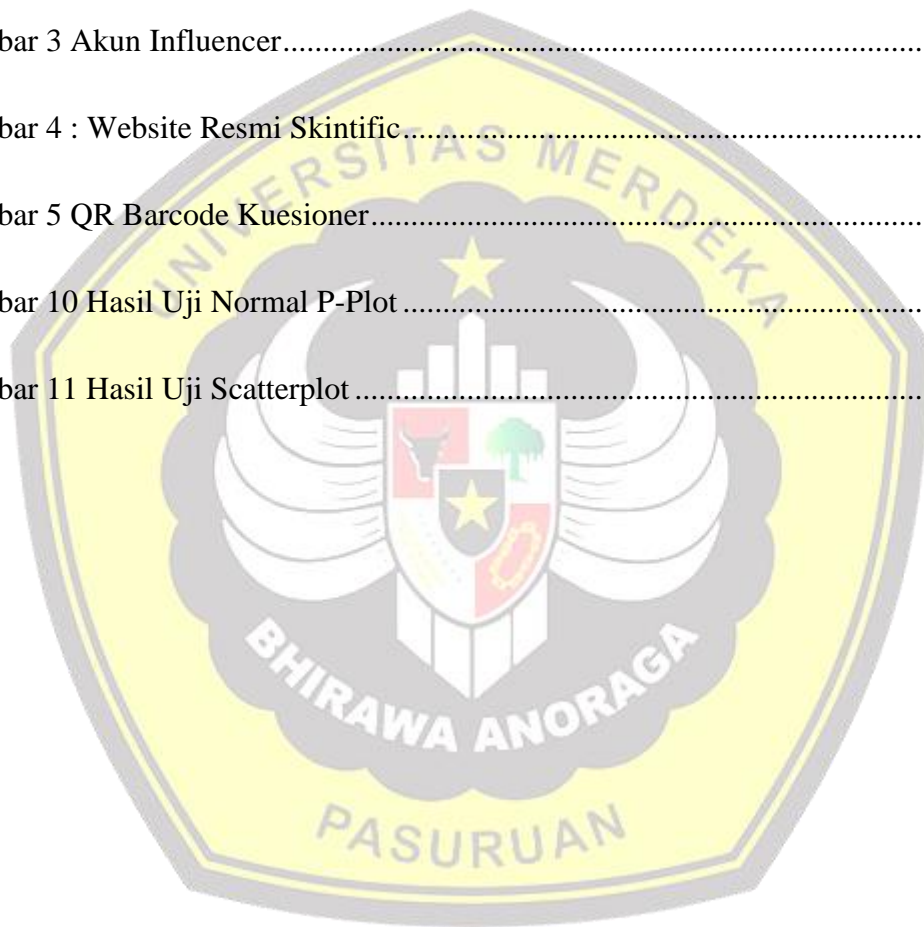 bar 3 Akun Influencer................................................................................
bar 4 : Website Resmi Skintific.................................................................
bar 5 QR Barcode Kuesioner.....................................................................
bar 10 Hasil Uji Normal P-Plot .................................................................
bar 11 Hasil Uji Scatterplot .......................................................................
UNIVERSITAS MERDEKA
BHIRAWA ANORAGA
PASURUAN